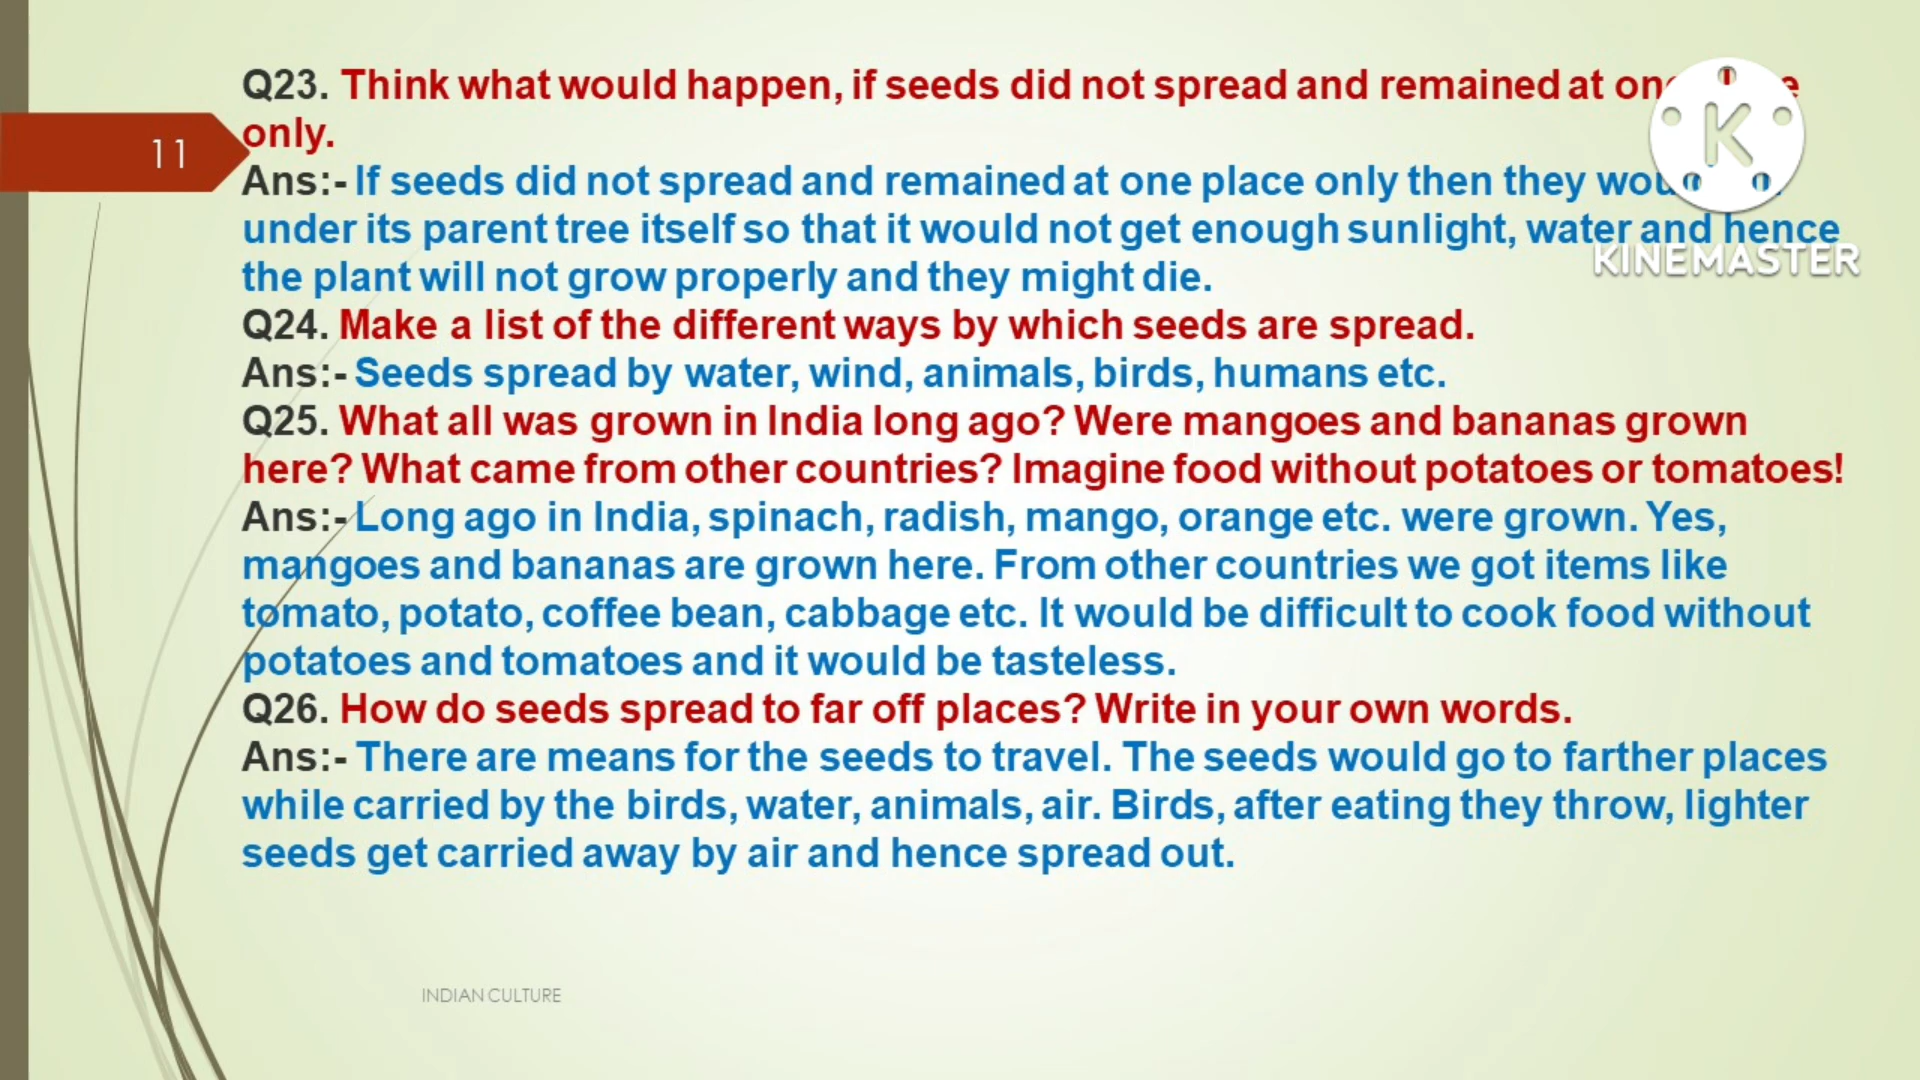 Q23. Think what would happen, if seeds did not spread and remained at one
only.
11
Ans:- If seeds did not spread and remained at one place only then they would
under its parent tree itself so that it would not get enough sunlight, water and hence
the plant will not grow properly and they might die.
Q24. Make a list of the different ways by which seeds are spread.
Ans:- Seeds spread by water, wind, animals, birds, humans etc.
Q25. What all was grown in India long ago? Were mangoes and bananas grown
here? What came from other countries? Imagine food without potatoes or tomatoes!
Ans:- Long ago in India, spinach, radish, mango, orange etc. were grown. Yes,
mangoes and bananas are grown here. From other countries we got items like
tomato, potato, coffee bean, cabbage etc. It would be difficult to cook food without
potatoes and tomatoes and it would be tasteless.
Q26. How do seeds spread to far off places? Write in your own words.
Ans:- There are means for the seeds to travel. The seeds would go to farther places
while carried by the birds, water, animals, air. Birds, after eating they throw, lighter
seeds get carried away by air and hence spread out.
INDIAN CULTURE
K
KINEMASTER